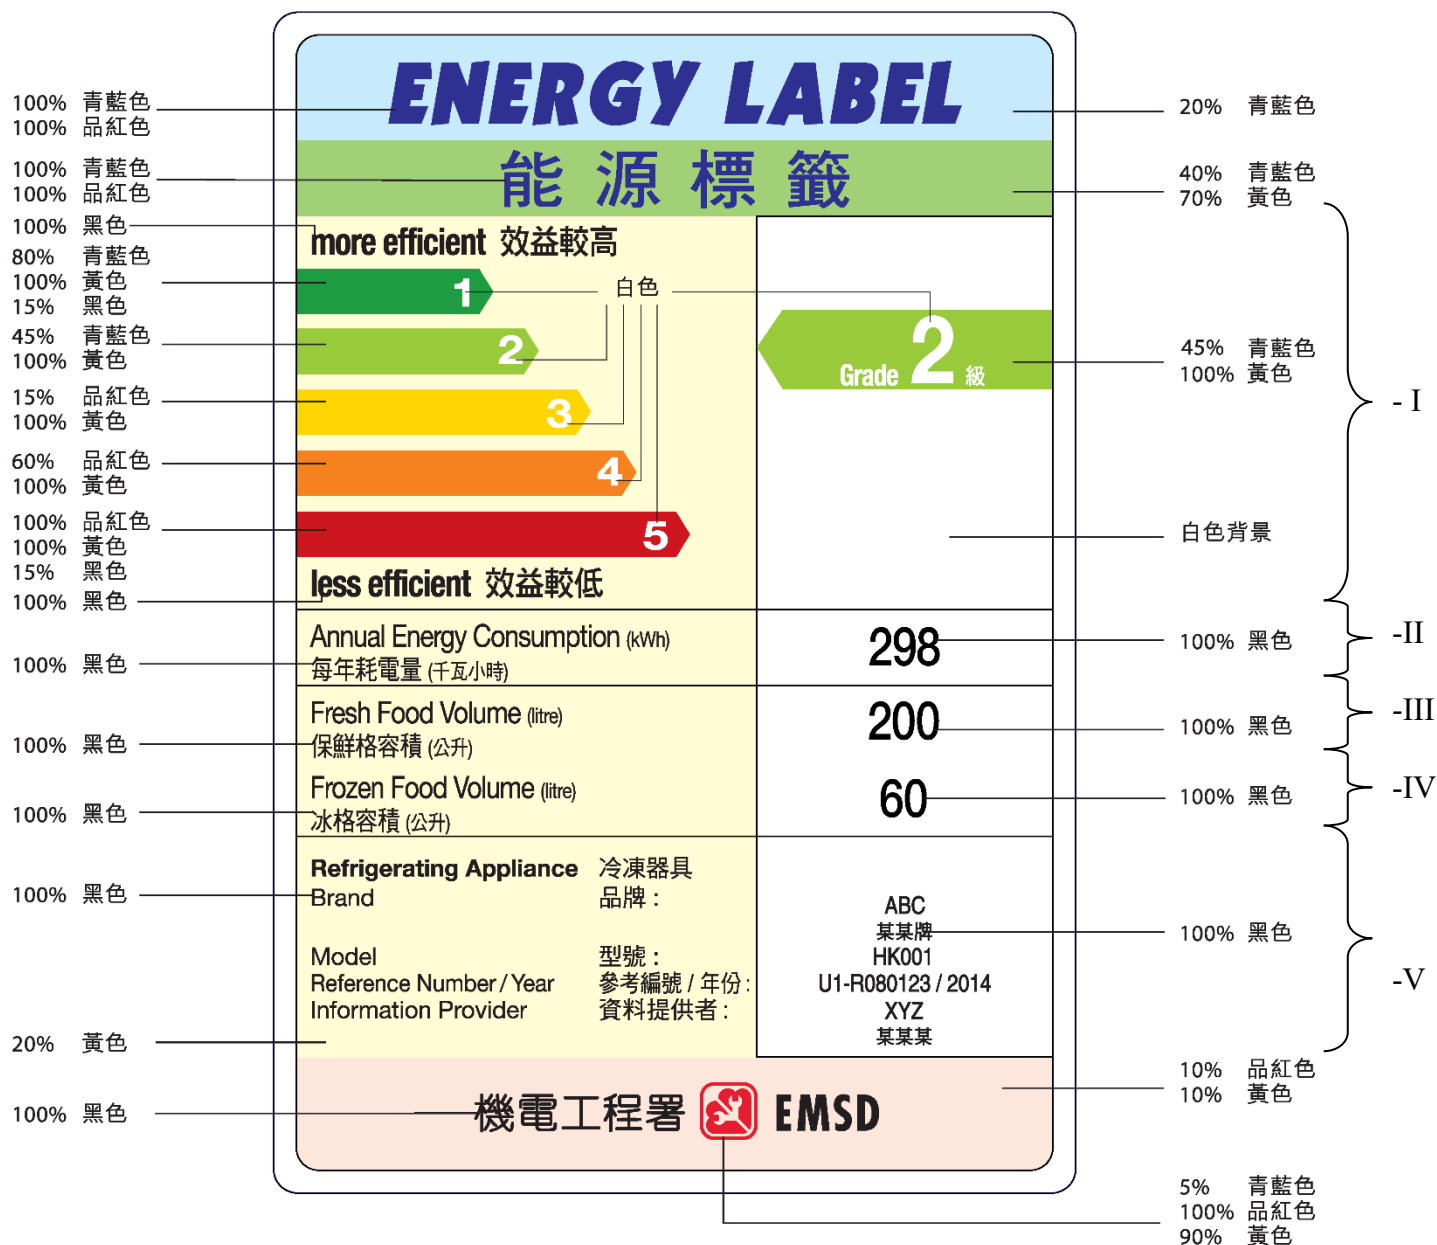 ENERGY LABEL
能源標籤
100% 青藍色
100% 品紅色
100% 青藍色
100% 品紅色
100% 黑色
80% 青藍色
100% 黃色
15% 黑色
45% 青藍色
100% 黃色
15% 品紅色
100% 黃色
60% 品紅色
100% 黃色
100% 品紅色
100% 黃色
15% 黑色
100% 黑色
100% 黑色
100% 黑色
100% 黑色
100% 黑色
20% 黃色
100% 黑色
more efficient 效益較高
1
2
3
4
5
白色
less efficient 效益較低
Grade 2 級
Annual Energy Consumption (kWh)
每年耗電量 (千瓦小時)
298
Fresh Food Volume (litre)
保鮮格容積 (公升)
200
Frozen Food Volume (litre)
冰格容積 (公升)
60
Refrigerating Appliance 冷凍器具
Brand 品牌 :
ABC
某某牌
Model 型號 : HK001
Reference Number / Year 參考編號 / 年份 : U1-R080123 / 2014
Information Provider 資料提供者 : XYZ
某某某
機電工程署 EMSD
20% 青藍色
40% 青藍色
70% 黃色
45% 青藍色
100% 黃色
白色背景
100% 黑色
100% 黑色
100% 黑色
100% 黑色
10% 品紅色
10% 黃色
5% 青藍色
100% 品紅色
90% 黃色
- I
-II
-III
-IV
-V